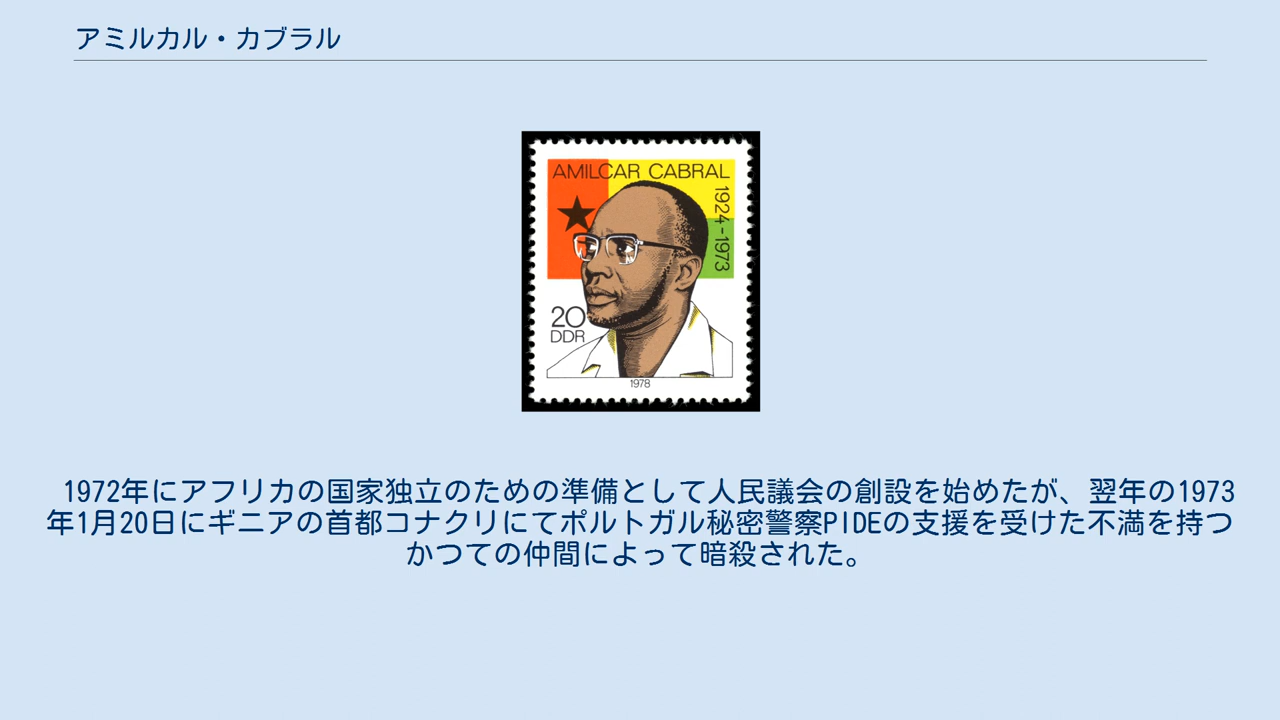 アミルカル・カブラル
AMILCAR CABRAL
1924-1973
20
DDR
1978
1972年にアフリカの国家独立のための準備として人民議会の創設を始めたが、翌年の1973
年1月20日にギニアの首都コナクリにてポルトガル秘密警察PIDEの支援を受けた不満を持つ
かつての仲間によって暗殺された。